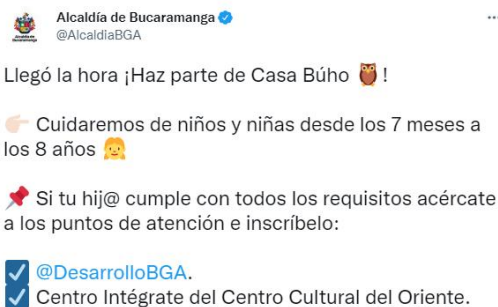 Alcaldía de Bucaramanga
@AlcaldiaBGA
Llegó la hora ¡Haz parte de Casa Búho 🦉!
👉🏻 Cuidaremos de niños y niñas desde los 7 meses a
los 8 años 👧
📌 Si tu hij@ cumple con todos los requisitos acércate
a los puntos de atención e inscríbelo:
☑️ @DesarrolloBGA.
☑️ Centro Intégrate del Centro Cultural del Oriente.